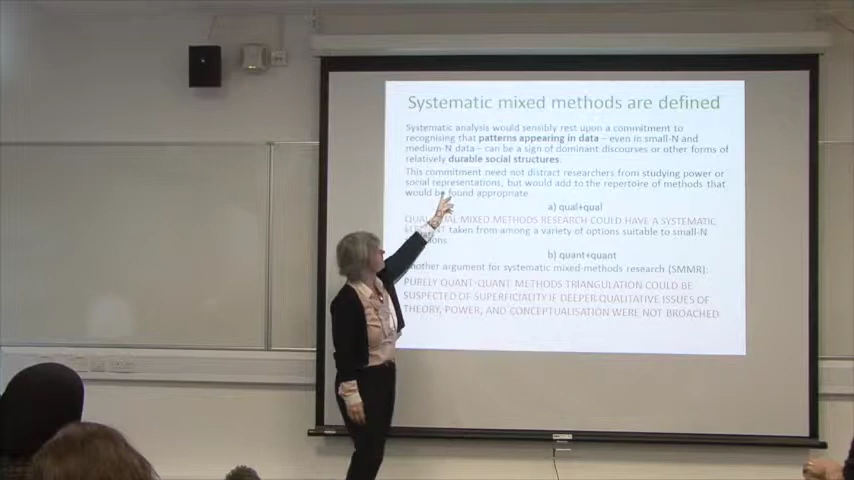 Systematic mixed methods are defined
Systematic analysis would sensibly rest upon a commitment to
recognising that patterns appearing in data – even in small-N and
medium-N data – can be a sign of dominant discourses or other forms of
relatively durable social structures.
This commitment need not distract researchers from studying power or
social representations, but would add to the repertoire of methods that
would be found appropriate
a) qual+qual
MIXED METHODS RESEARCH COULD HAVE A SYSTEMATIC
taken from among a variety of options suitable to small-N
b) quant+quant
another argument for systematic mixed-methods research (SMMR):
PURELY QUANT-QUANT METHODS TRIANGULATION COULD BE
SUSPECTED OF SUPERFICIALITY IF DEEPER QUALITATIVE ISSUES OF
THEORY, POWER, AND CONCEPTUALISATION WERE NOT BROACHED